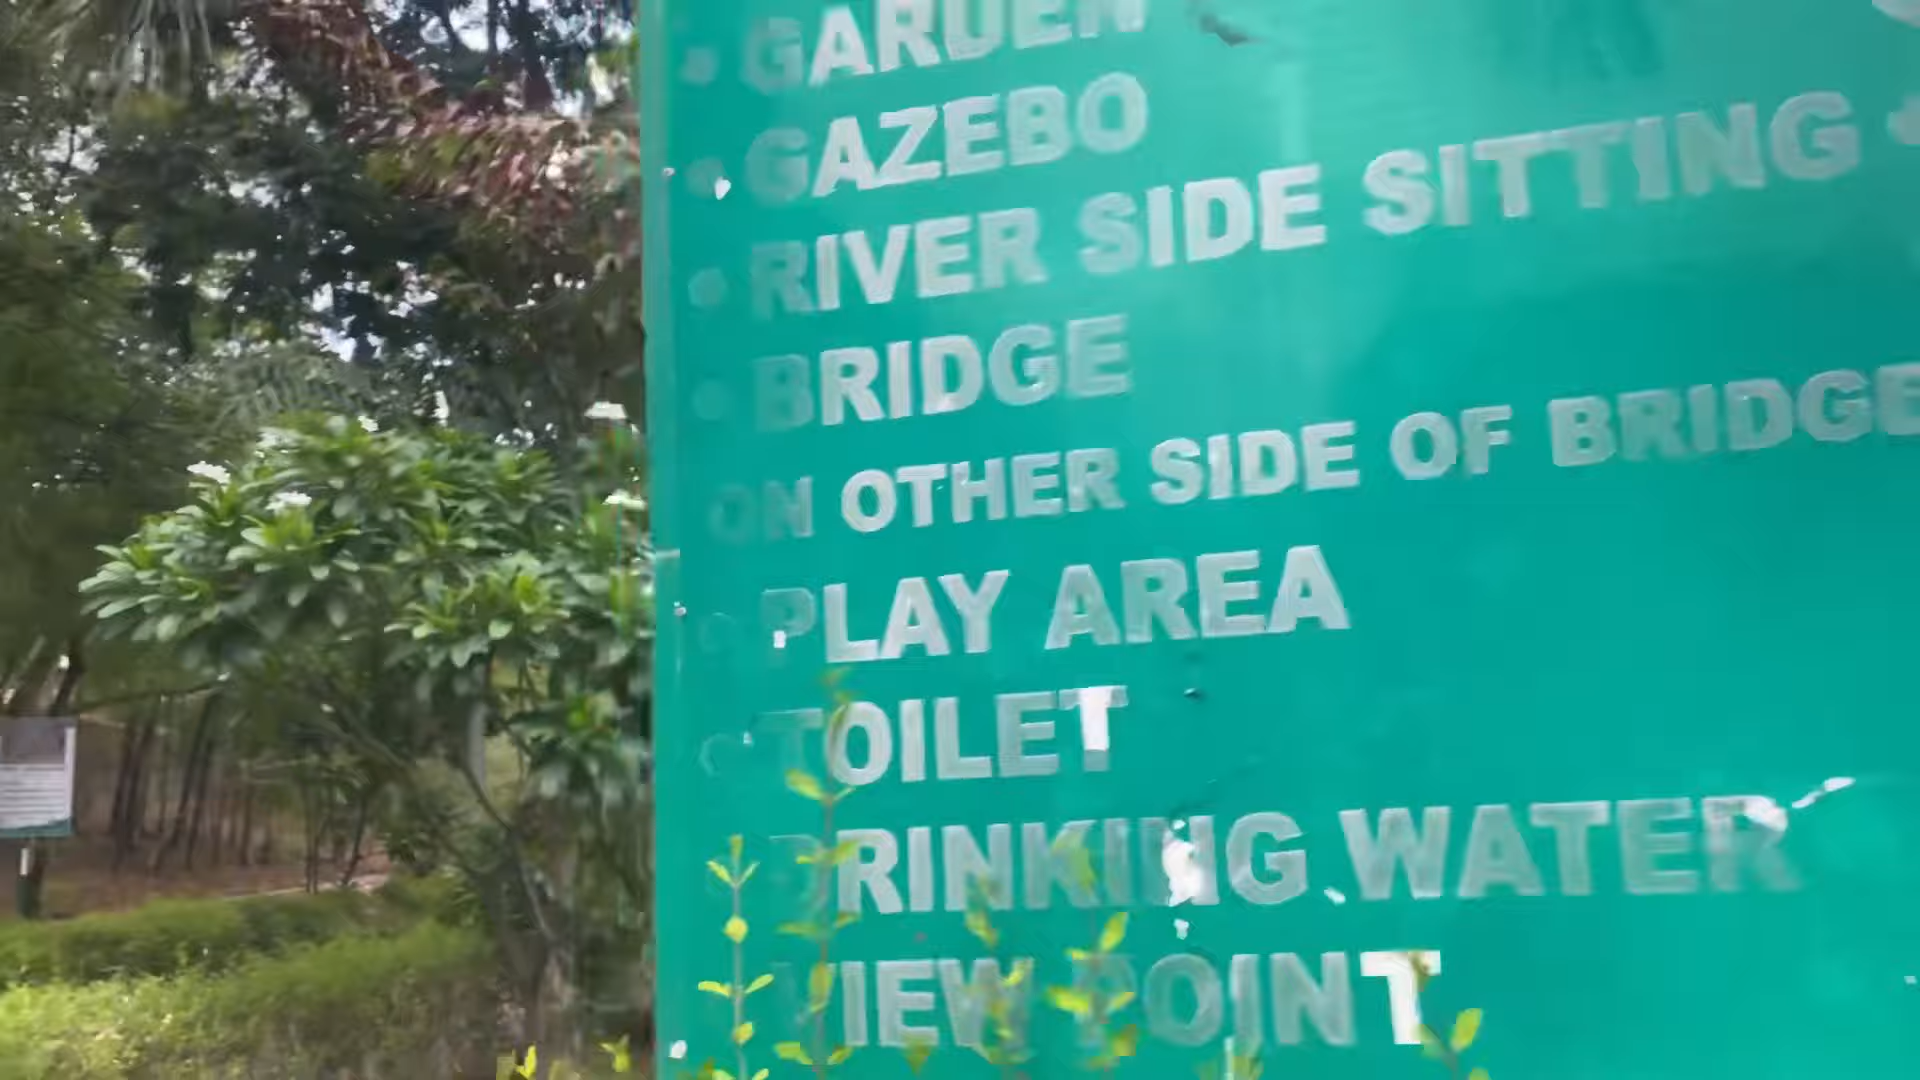 • GARDEN
• GAZEBO
• RIVER SIDE SITTING •
• BRIDGE
ON OTHER SIDE OF BRIDGE
• PLAY AREA
• TOILET
DRINKING WATER
VIEW POINT